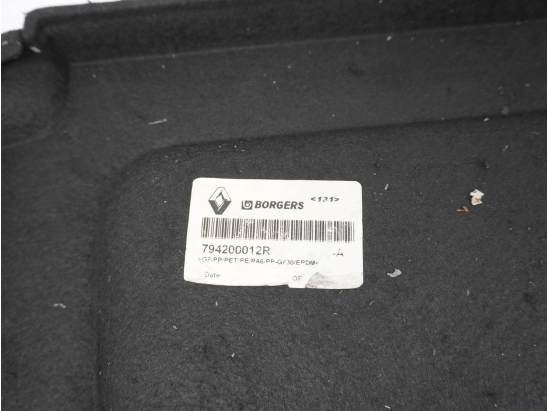 BORGERS <131>
794200012R -A
>GF/PP/PET/PE/PA6/PP-GF30/EPDM<
Date OF